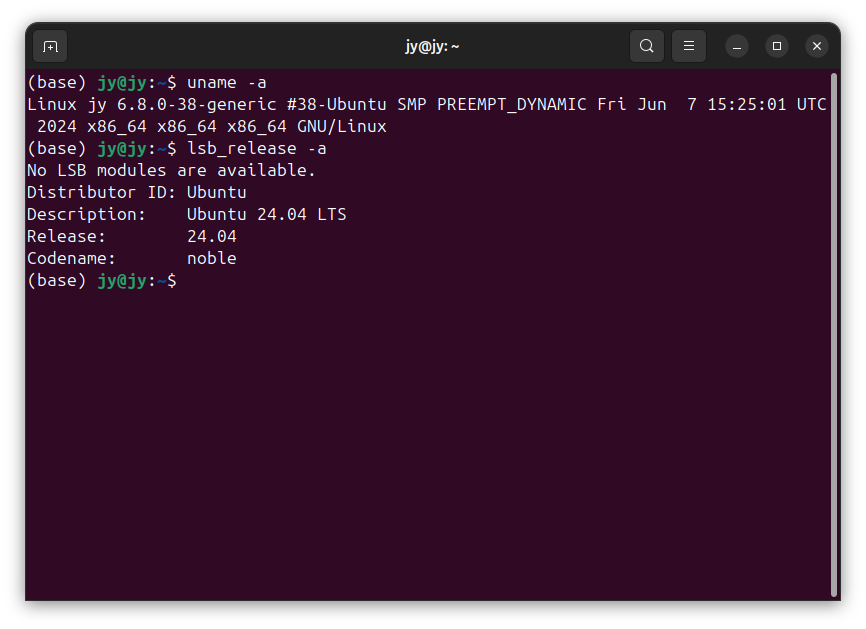 jy@jy: ~
(base) jy@jy:~$ uname -a
Linux jy 6.8.0-38-generic #38-Ubuntu SMP PREEMPT_DYNAMIC Fri Jun  7 15:25:01 UTC
 2024 x86_64 x86_64 x86_64 GNU/Linux
(base) jy@jy:~$ lsb_release -a
No LSB modules are available.
Distributor ID: Ubuntu
Description:    Ubuntu 24.04 LTS
Release:        24.04
Codename:       noble
(base) jy@jy:~$